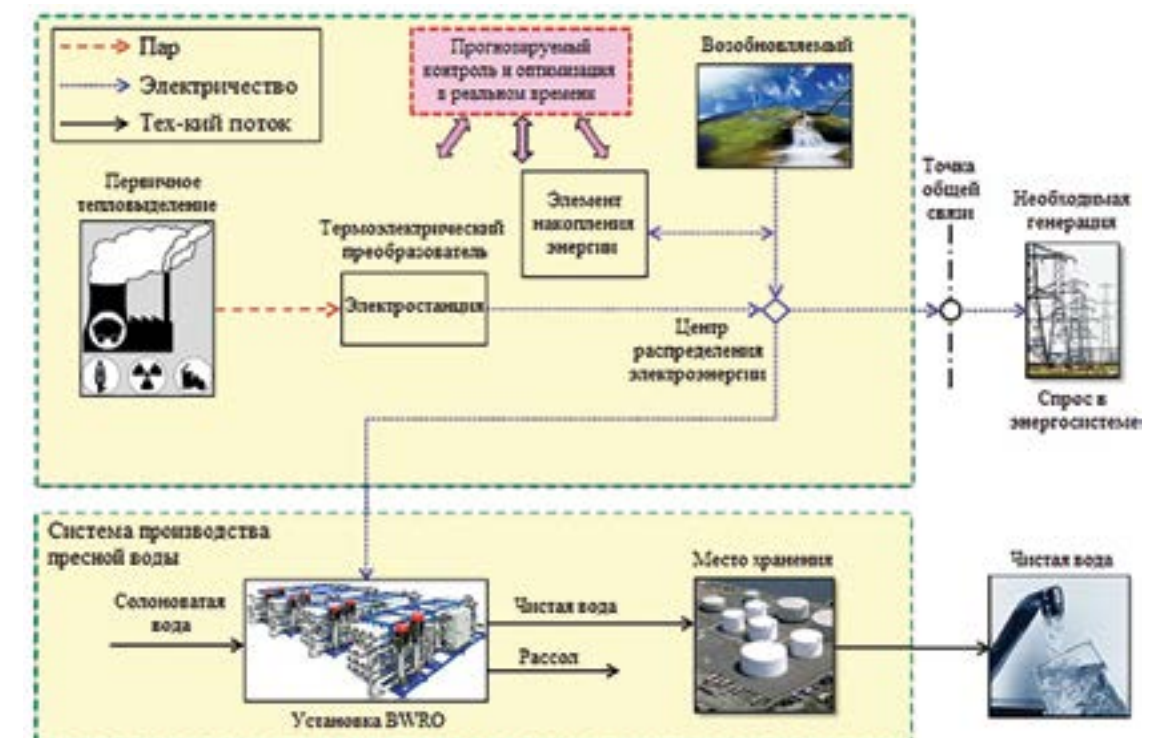 Пар
Электричество
Тех-кий поток
Прогнозируемый
контроль и оптимизация
в реальном времени
Возобновляемый
Первичное
тепловыделение
Термоэлектрический
преобразователь
Элемент
накопления
энергии
Электростанция
Центр
распределения
электроэнергии
Точка
общей
связи
Необходимая
генерация
Спрос в
энергосистеме
Система производства
пресной воды
Солоноватая
вода
Установка BWRO
Чистая вода
Рассол
Место хранения
Чистая вода